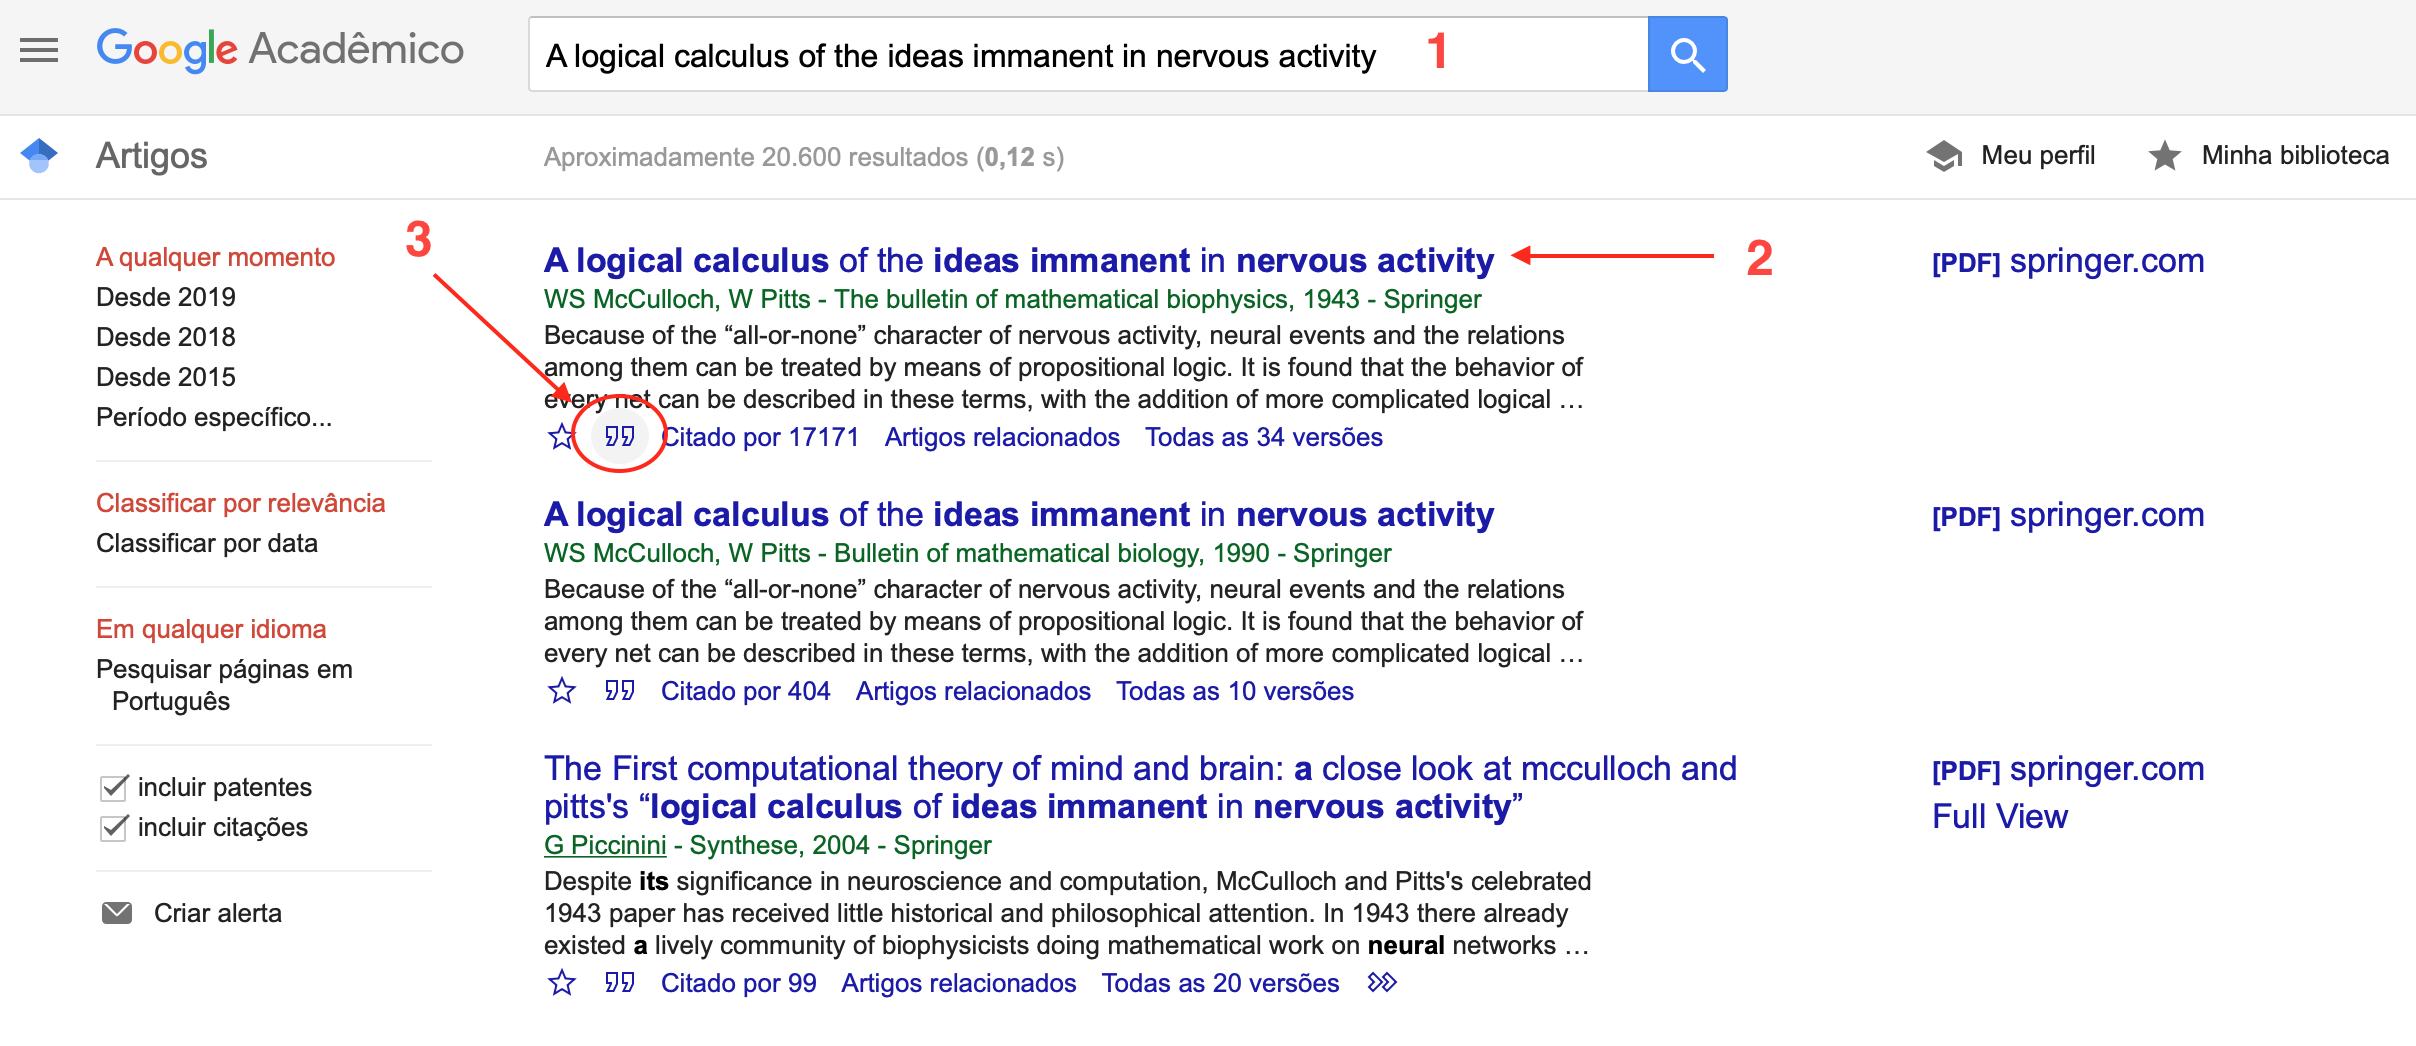 Google Acadêmico
A logical calculus of the ideas immanent in nervous activity 1
Artigos
Aproximadamente 20.600 resultados (0,12 s)
Meu perfil
Minha biblioteca
A qualquer momento
Desde 2019
Desde 2018
Desde 2015
Período específico...
Classificar por relevância
Classificar por data
Em qualquer idioma
Pesquisar páginas em
Português
incluir patentes
incluir citações
Criar alerta
3
A logical calculus of the ideas immanent in nervous activity
2
[PDF] springer.com
WS McCulloch, W Pitts - The bulletin of mathematical biophysics, 1943 - Springer
Because of the “all-or-none” character of nervous activity, neural events and the relations
among them can be treated by means of propositional logic. It is found that the behavior of
every net can be described in these terms, with the addition of more complicated logical …
Citado por 17171 Artigos relacionados Todas as 34 versões
A logical calculus of the ideas immanent in nervous activity
[PDF] springer.com
WS McCulloch, W Pitts - Bulletin of mathematical biology, 1990 - Springer
Because of the “all-or-none” character of nervous activity, neural events and the relations
among them can be treated by means of propositional logic. It is found that the behavior of
every net can be described in these terms, with the addition of more complicated logical …
Citado por 404 Artigos relacionados Todas as 10 versões
The First computational theory of mind and brain: a close look at mcculloch and
pitts's “logical calculus of ideas immanent in nervous activity”
[PDF] springer.com
Full View
G Piccinini - Synthese, 2004 - Springer
Despite its significance in neuroscience and computation, McCulloch and Pitts's celebrated
1943 paper has received little historical and philosophical attention. In 1943 there already
existed a lively community of biophysicists doing mathematical work on neural networks …
Citado por 99 Artigos relacionados Todas as 20 versões